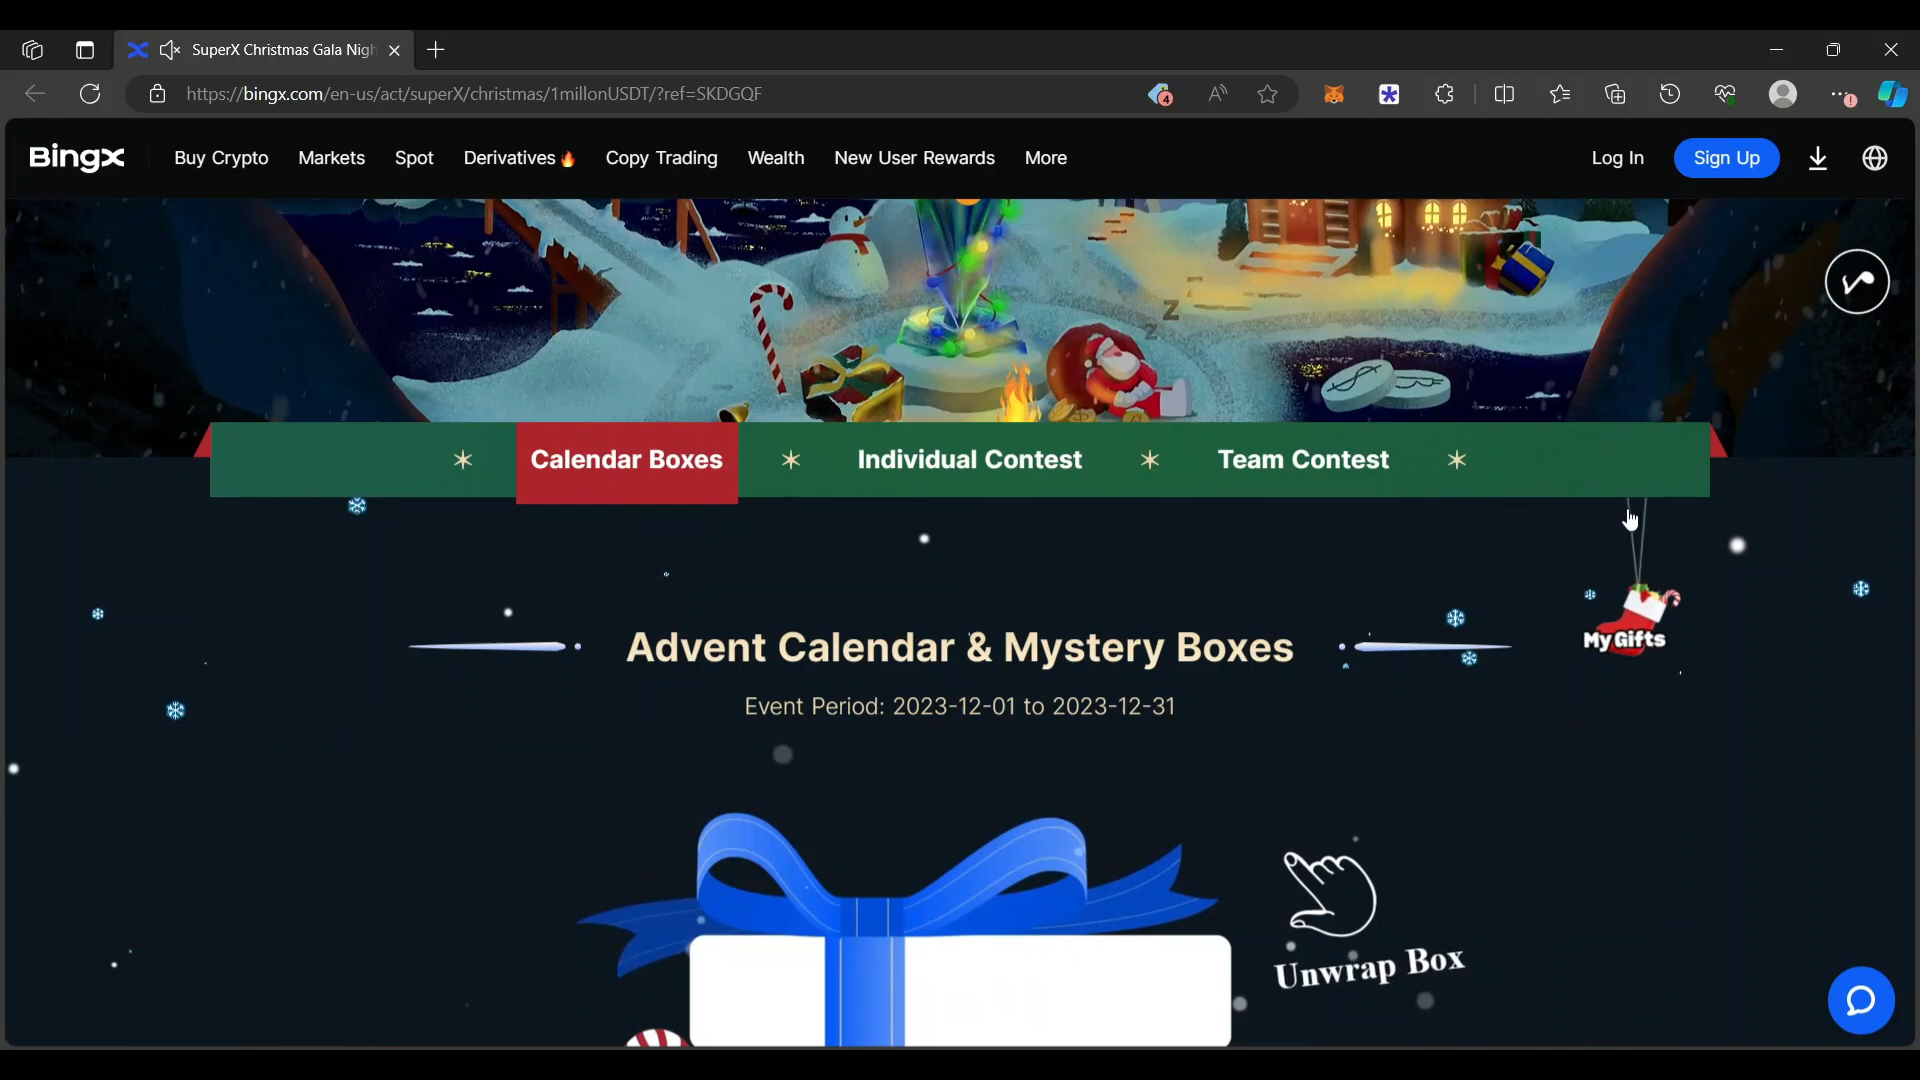 SuperX Christmas Gala Nigh
https://bingx.com/en-us/act/superX/christmas/1millonUSDT/?ref=SKDGQF
4
BingX
Buy Crypto
Markets
Spot
Derivatives
Copy Trading
Wealth
New User Rewards
More
Log In
Sign Up
Z
Z
Z
Calendar Boxes
Individual Contest
Team Contest
My Gifts
Advent Calendar & Mystery Boxes
Event Period: 2023-12-01 to 2023-12-31
Unwrap Box